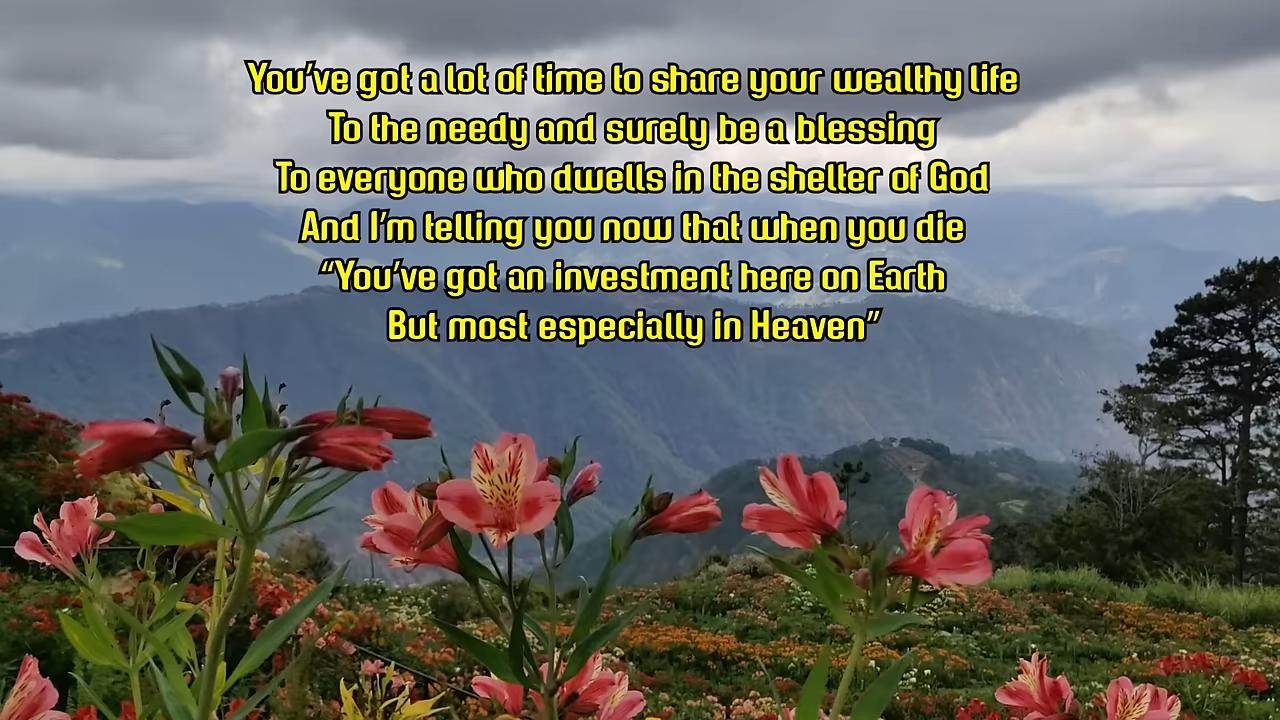 You've got a lot of time to share your wealthy life
To the needy and surely be a blessing
To everyone who dwells in the shelter of God
And I'm telling you now that when you die
“You've got an investment here on Earth
But most especially in Heaven”